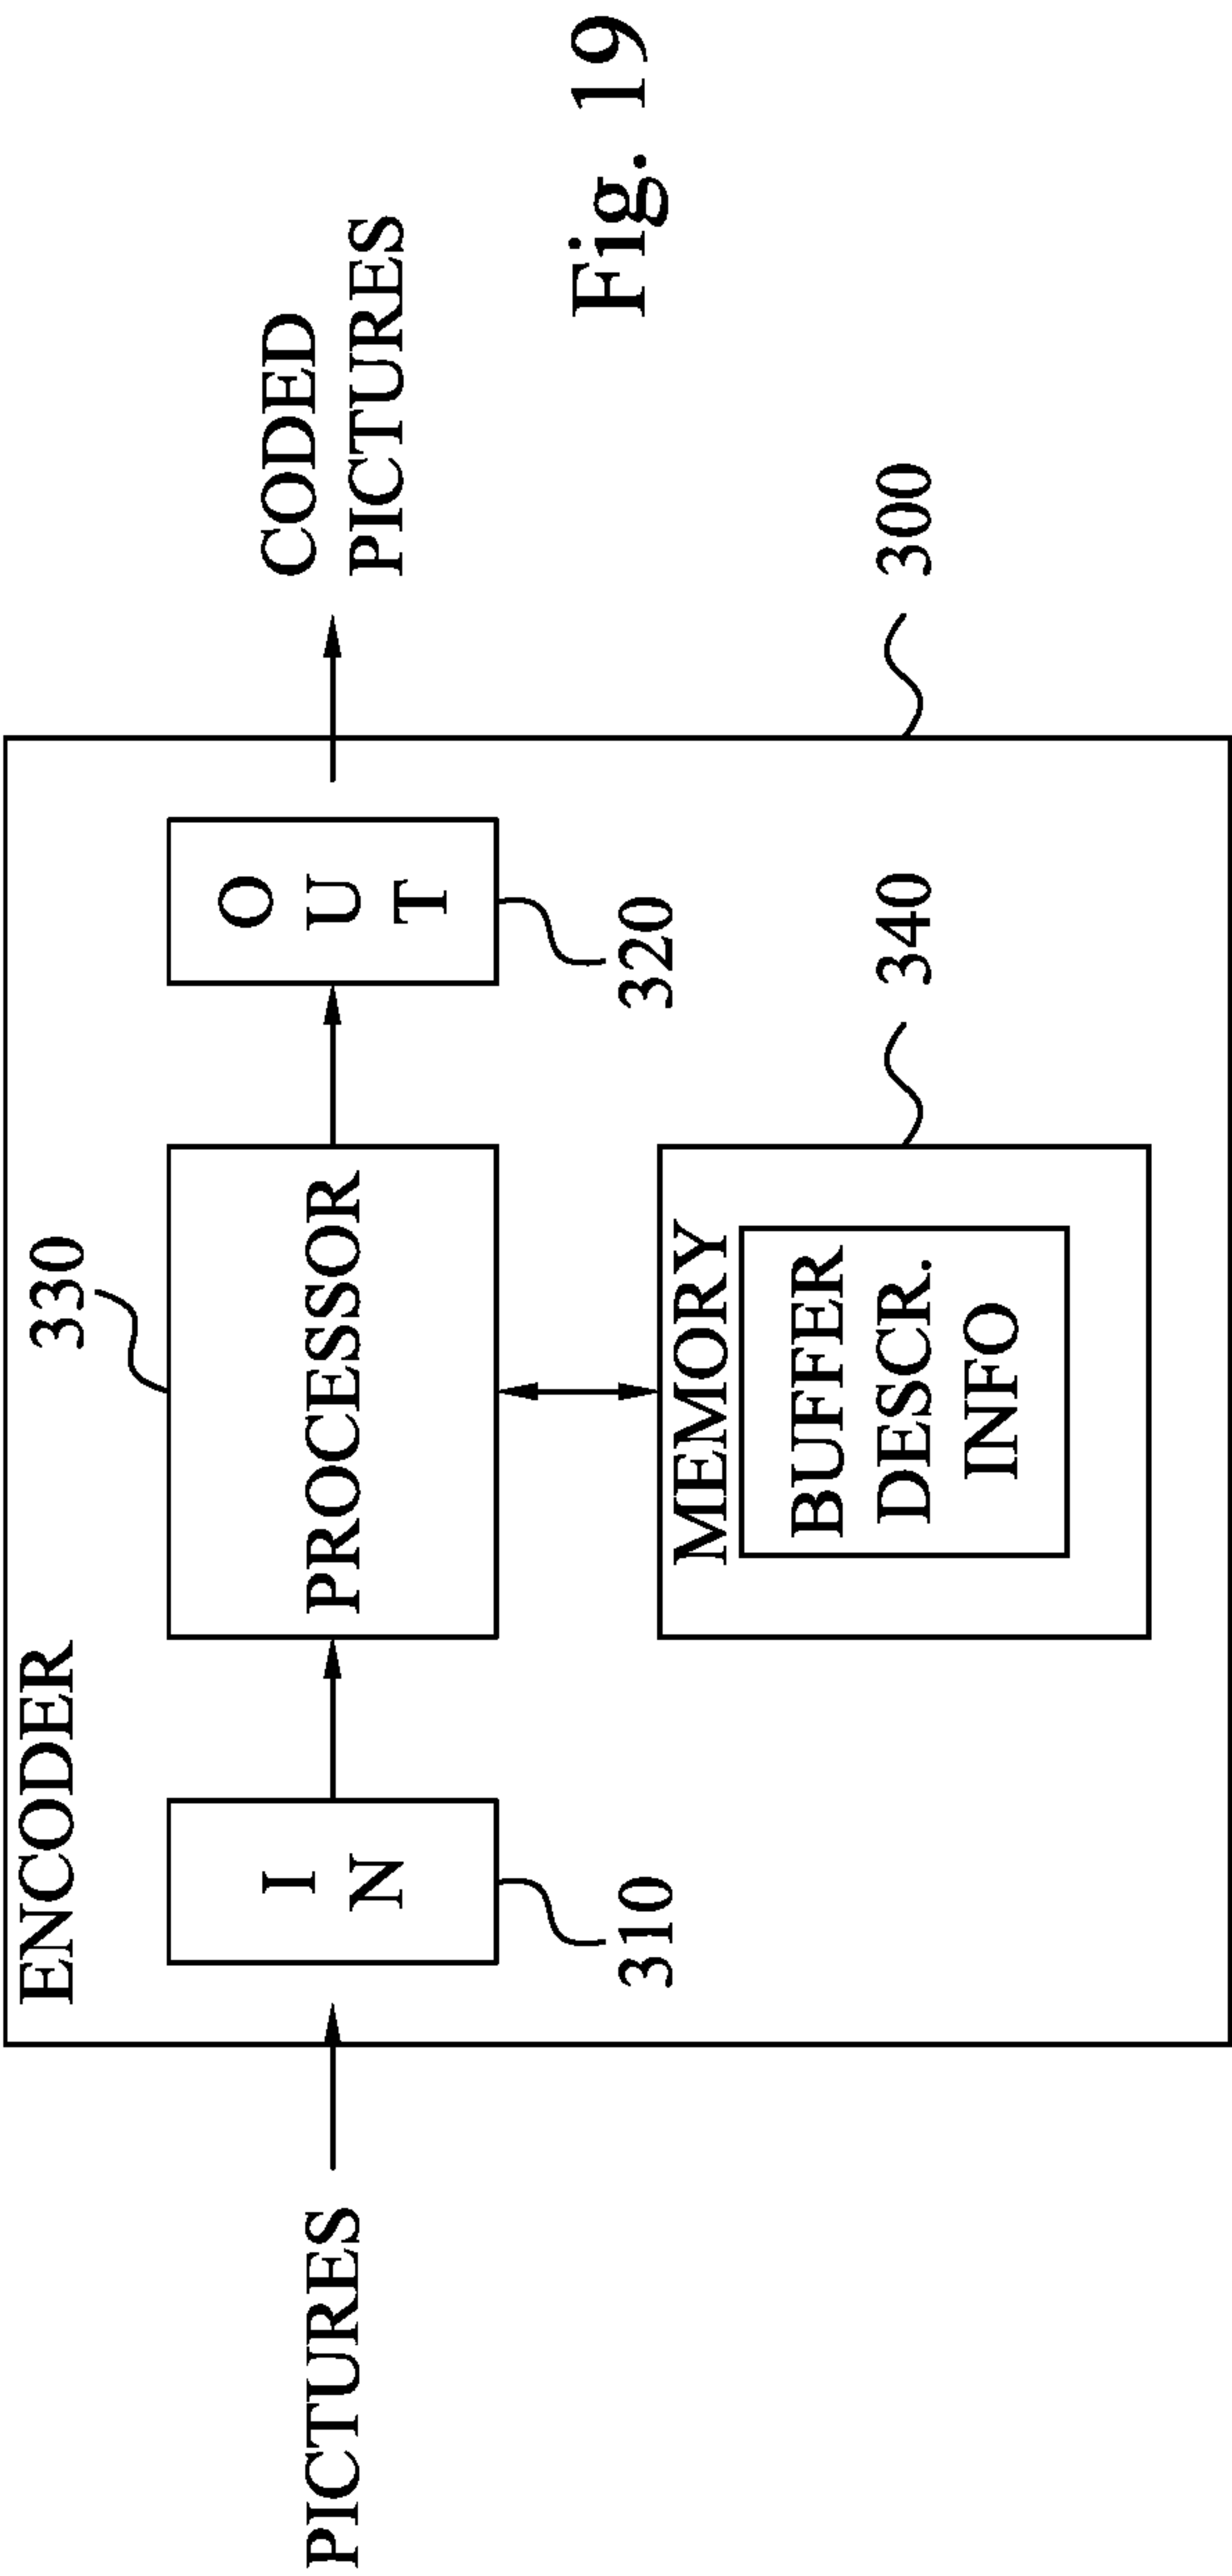 ENCODER
330
PICTURES
I
N
PROCESSOR
O
U
T
CODED
PICTURES
310
320
MEMORY
BUFFER
DESCR.
INFO
340
300
Fig. 19